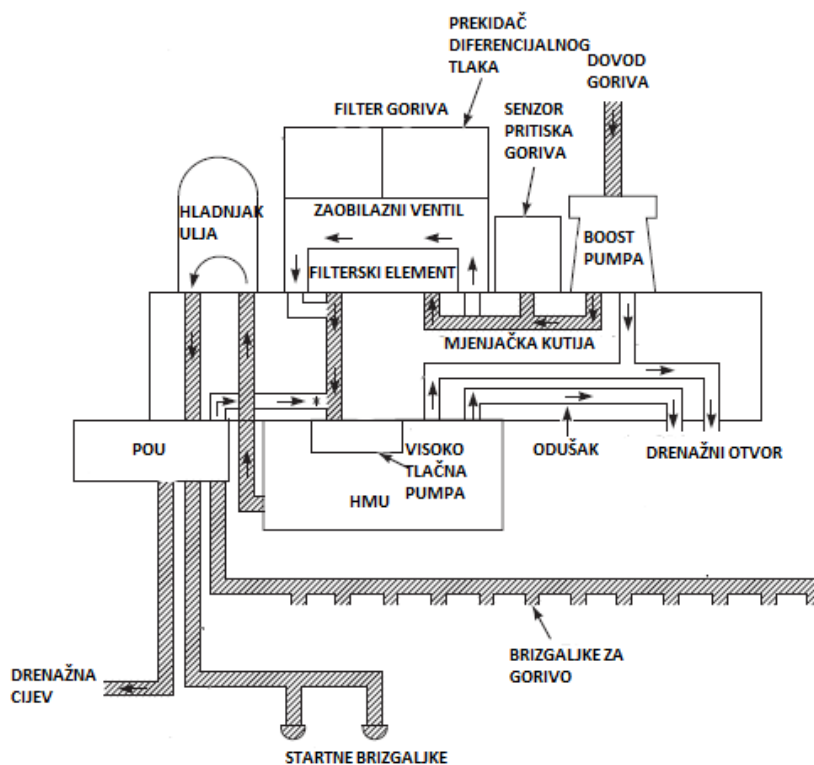 PREKIDAČ
DIFERENCIJALNOG
TLAKA
DOVOD
GORIVA
FILTER GORIVA
SENZOR
PRITISKA
GORIVA
HLADNJAK
ULJA
ZAOBILAZNI VENTIL
BOOST
PUMPA
FILTERSKI ELEMENT
MJENJAČKA KUTIJA
*
POU
VISOKO
TLAČNA
PUMPA
ODUŠAK
DRENAŽNI OTVOR
HMU
BRIZGALJKE ZA
GORIVO
DRENAŽNA
CIJEV
STARTNE BRIZGALJKE